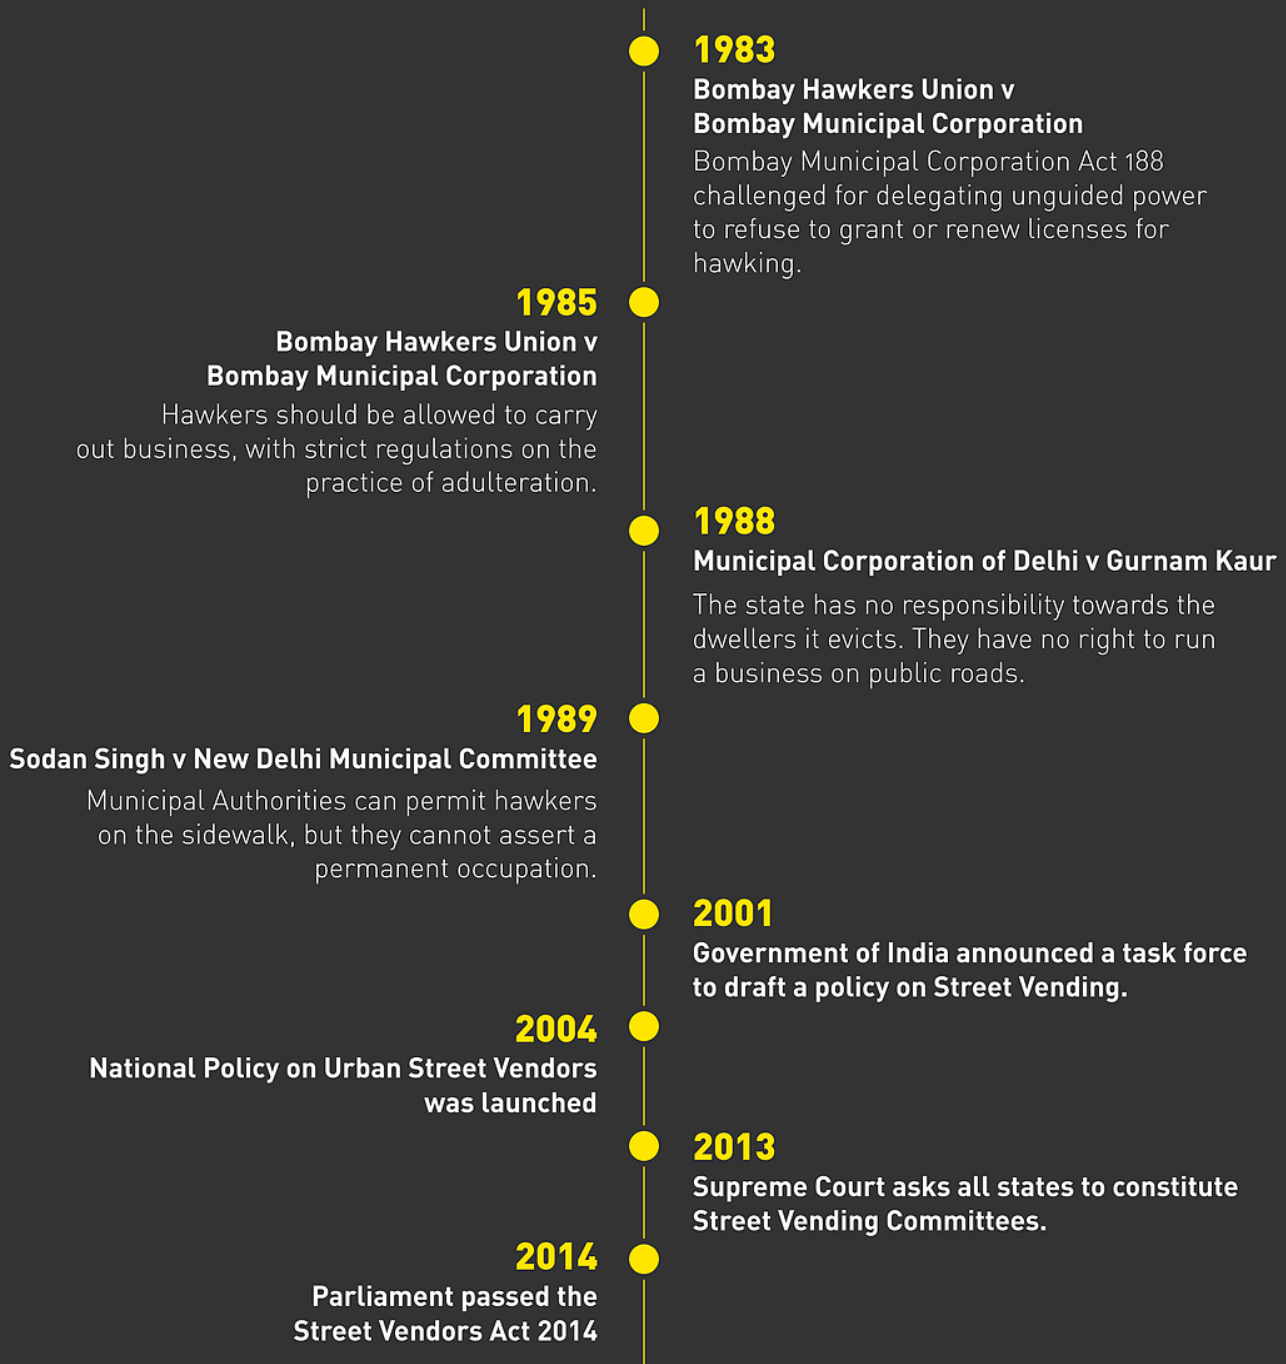 1983
Bombay Hawkers Union v
Bombay Municipal Corporation
Bombay Municipal Corporation Act 188
challenged for delegating unguided power
to refuse to grant or renew licenses for
hawking.
1985
Bombay Hawkers Union v
Bombay Municipal Corporation
Hawkers should be allowed to carry
out business, with strict regulations on the
practice of adulteration.
1988
Municipal Corporation of Delhi v Gurnam Kaur
The state has no responsibility towards the
dwellers it evicts. They have no right to run
a business on public roads.
1989
Sodan Singh v New Delhi Municipal Committee
Municipal Authorities can permit hawkers
on the sidewalk, but they cannot assert a
permanent occupation.
2001
Government of India announced a task force
to draft a policy on Street Vending.
2004
National Policy on Urban Street Vendors
was launched
2013
Supreme Court asks all states to constitute
Street Vending Committees.
2014
Parliament passed the
Street Vendors Act 2014